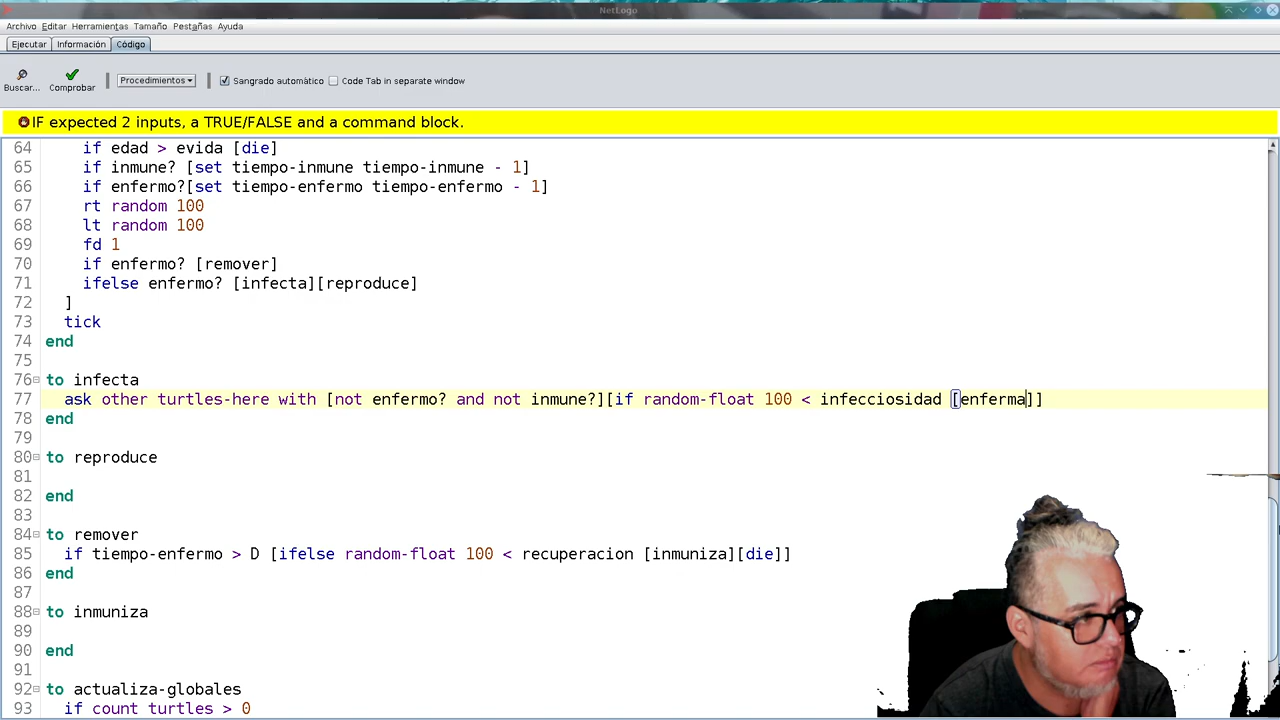 NetLogo
Archivo Editar Herramientas Tamaño Pestañas Ayuda
Ejecutar Información Código
Buscar... Comprobar Procedimientos Sangrado automático Code Tab in separate window
IF expected 2 inputs, a TRUE/FALSE and a command block.
64 if edad > evida [die]
65 if inmune? [set tiempo-inmune tiempo-inmune - 1]
66 if enfermo?[set tiempo-enfermo tiempo-enfermo - 1]
67 rt random 100
68 lt random 100
69 fd 1
70 if enfermo? [remover]
71 ifelse enfermo? [infecta][reproduce]
72 ]
73 tick
74 end
75
76 to infecta
77 ask other turtles-here with [not enfermo? and not inmune?][if random-float 100 < infecciosidad [enferma]]
78 end
79
80 to reproduce
81
82 end
83
84 to remover
85 if tiempo-enfermo > D [ifelse random-float 100 < recuperacion [inmuniza][die]]
86 end
87
88 to inmuniza
89
90 end
91
92 to actualiza-globales
93 if count turtles > 0